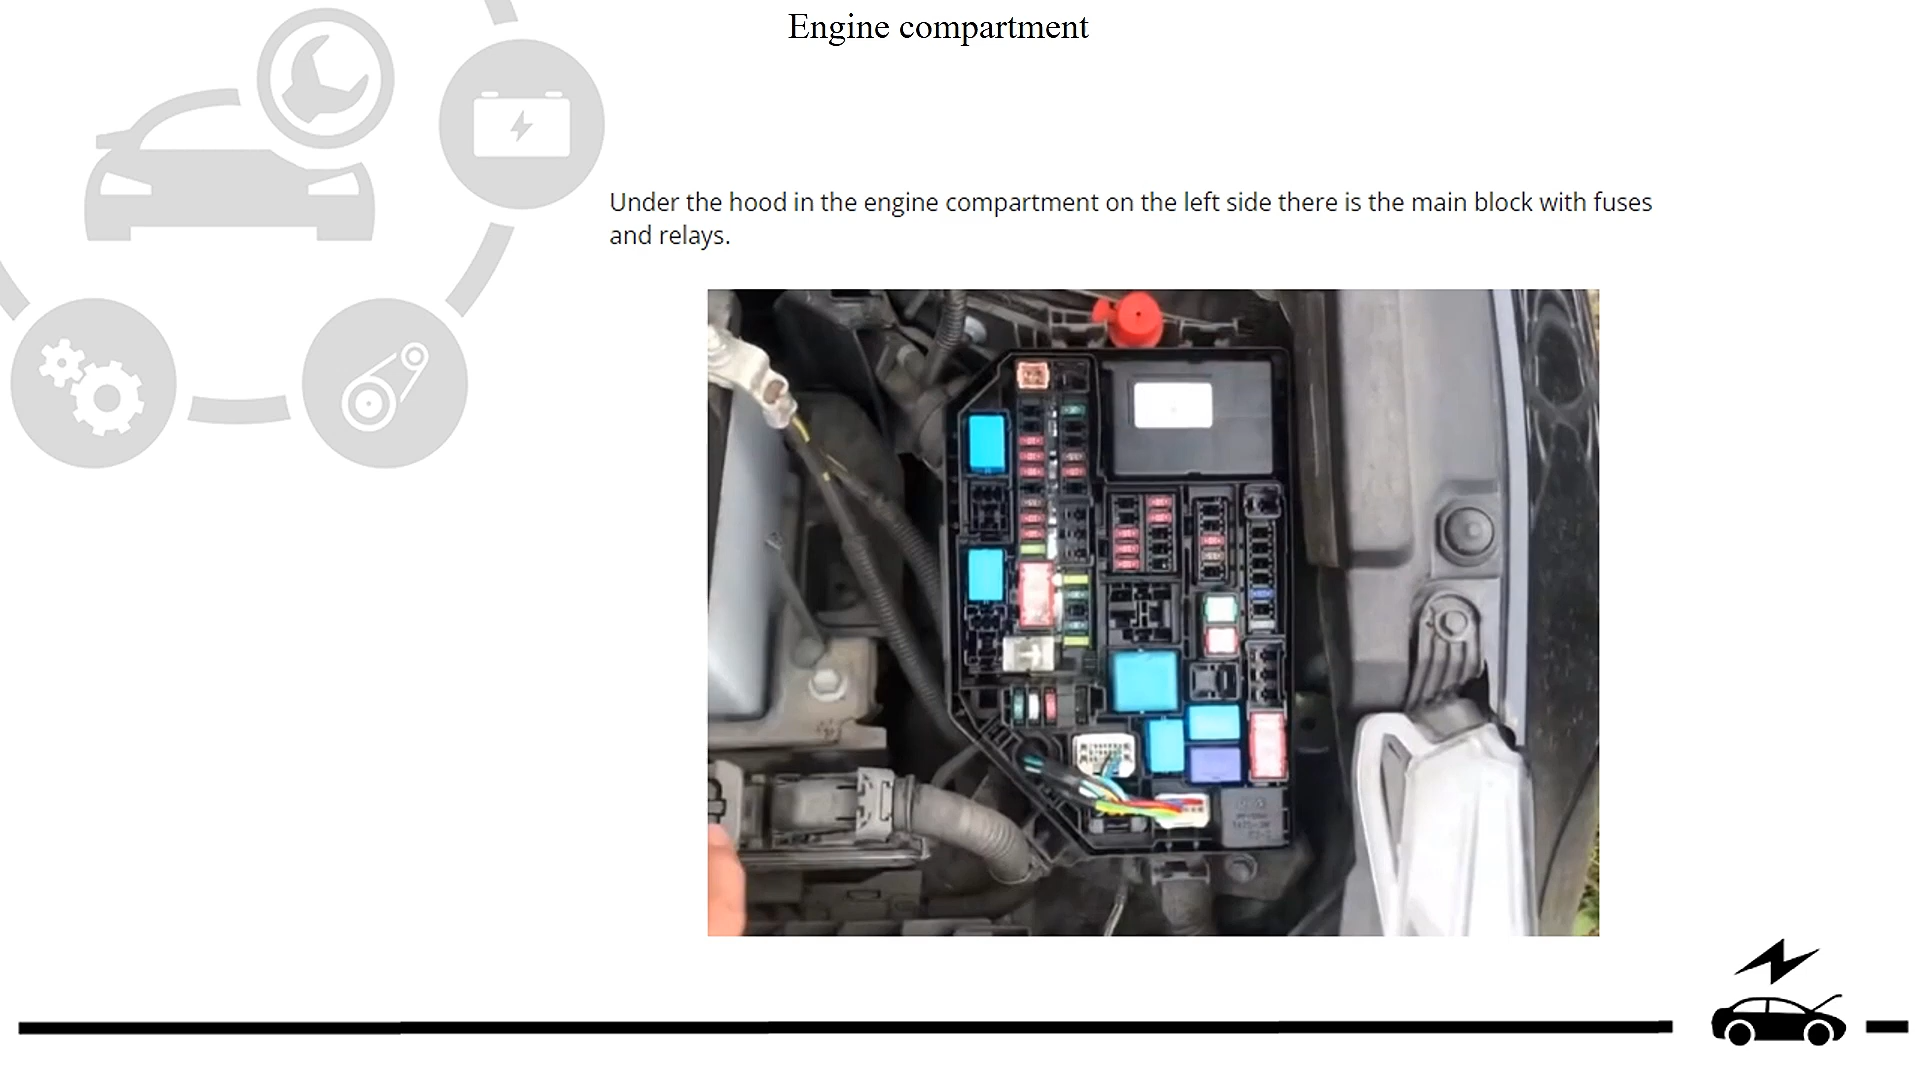 Engine compartment
Under the hood in the engine compartment on the left side there is the main block with fuses
and relays.